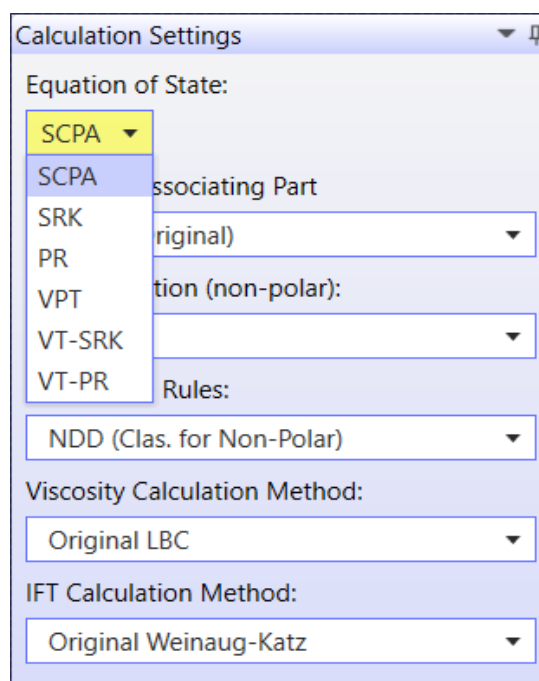 Calculation Settings
Equation of State:
SCPA
SCPA
ssociating Part
SRK
riginal)
PR
tion (non-polar):
VPT
VT-SRK
VT-PR
Rules:
NDD (Clas. for Non-Polar)
Viscosity Calculation Method:
Original LBC
IFT Calculation Method:
Original Weinaug-Katz